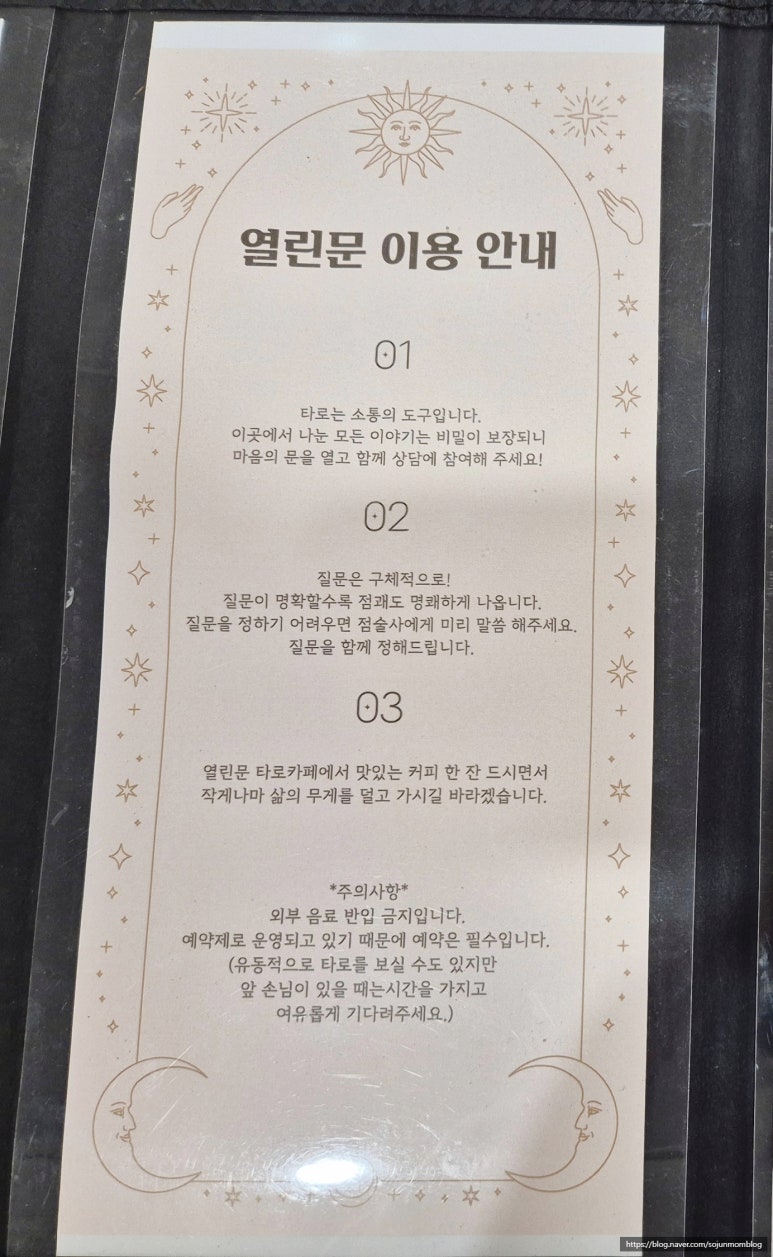 열린문 이용 안내
01
타로는 소통의 도구입니다.
이곳에서 나눈 모든 이야기는 비밀이 보장되니
마음의 문을 열고 함께 상담에 참여해 주세요!
02
질문은 구체적으로!
질문이 명확할수록 점괘도 명쾌하게 나옵니다.
질문을 정하기 어려우면 점술사에게 미리 말씀 해주세요.
질문을 함께 정해드립니다.
03
열린문 타로카페에서 맛있는 커피 한 잔 드시면서
작게나마 삶의 무게를 덜고 가시길 바라겠습니다.
*주의사항*
외부 음료 반입 금지입니다.
예약제로 운영되고 있기 때문에 예약은 필수입니다.
(유동적으로 타로를 보실 수도 있지만
앞 손님이 있을 때는시간을 가지고
여유롭게 기다려주세요.)
https://blog.naver.com/sojunmomblog